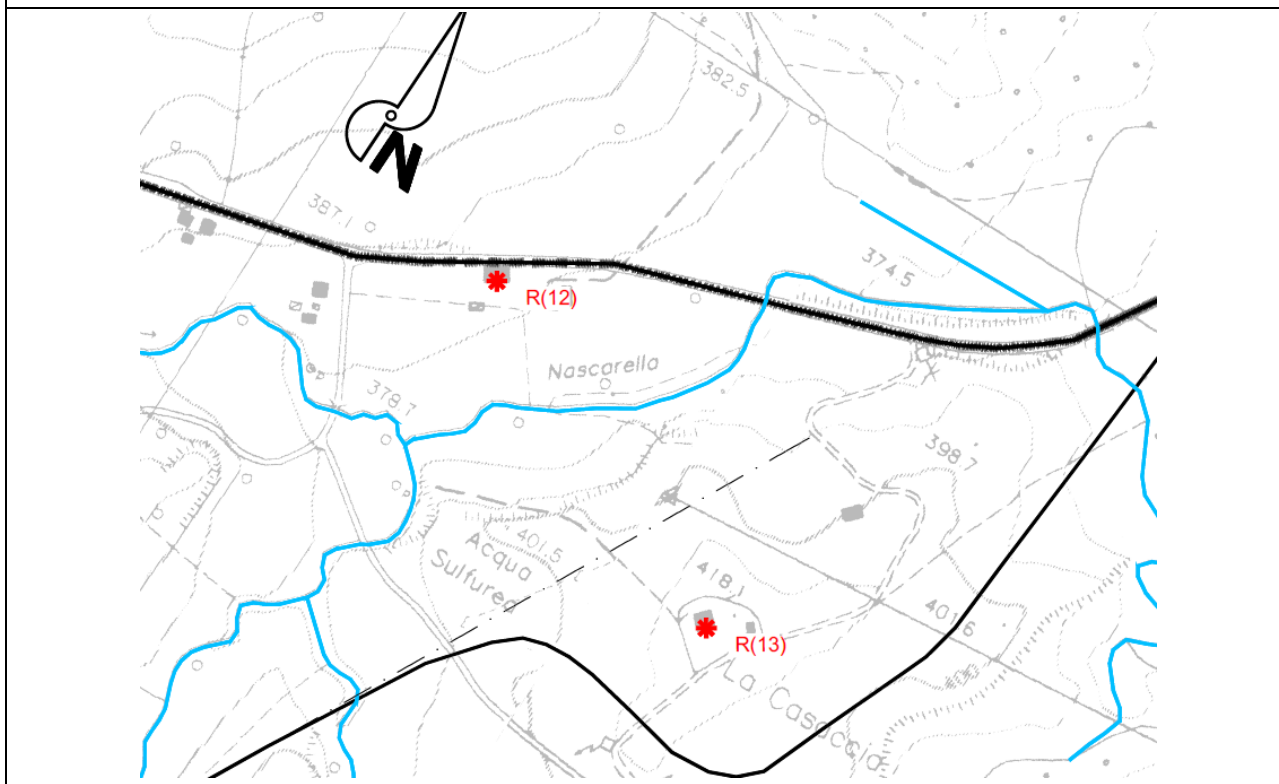 382.5
N
387.1
374.5
R(12)
Nascarella
378.7
398.7
401.5
Acqua
Sulfurea
418.1
401.6
R(13)
La Casaccia